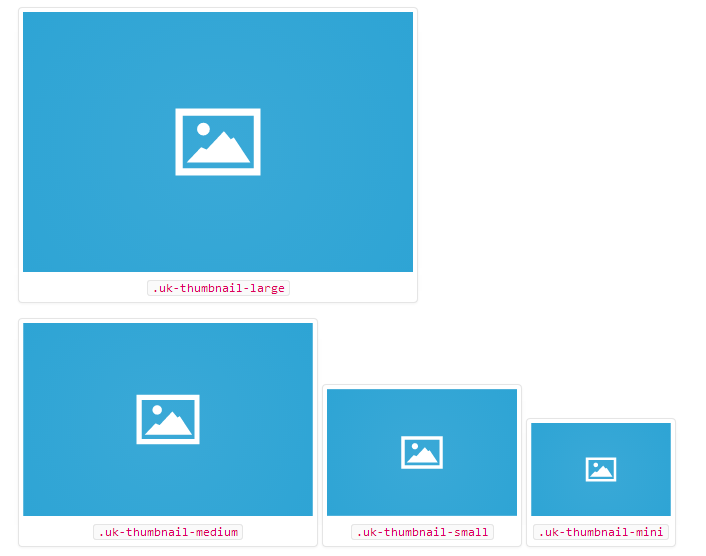 .uk-thumbnail-large
.uk-thumbnail-medium
.uk-thumbnail-small
.uk-thumbnail-mini